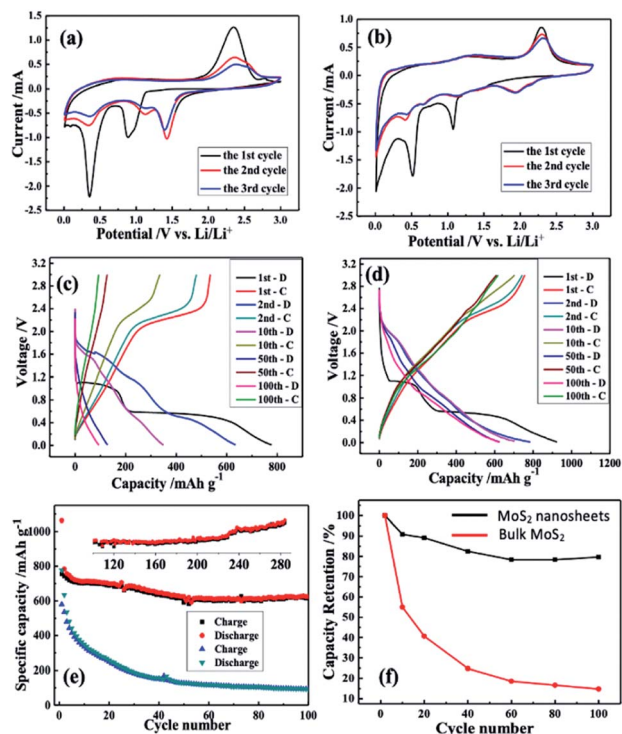 (a)
1.5
1.0
0.5
0.0
-0.5
-1.0
-1.5
-2.0
-2.5
Current /mA
0.0 0.5 1.0 1.5 2.0 2.5 3.0
Potential /V vs. Li/Li⁺
the 1st cycle
the 2nd cycle
the 3rd cycle
(b)
1.0
0.5
0.0
-0.5
-1.0
-1.5
-2.0
-2.5
Current /mA
0.0 0.5 1.0 1.5 2.0 2.5 3.0
Potential /V vs. Li/Li⁺
the 1st cycle
the 2nd cycle
the 3rd cycle
(c)
3.2
2.8
2.4
2.0
1.6
1.2
0.8
0.4
0.0
Voltage /V
0 200 400 600 800
Capacity /mAh g⁻¹
1st - D
1st - C
2nd - D
2nd - C
10th - D
10th - C
50th - D
50th - C
100th - D
100th - C
(d)
3.2
2.8
2.4
2.0
1.6
1.2
0.8
0.4
0.0
Voltage /V
0 200 400 600 800 1000 1200
Capacity /mAh g⁻¹
1st - D
1st - C
2nd - D
2nd - C
10th - D
10th - C
50th - D
50th - C
100th - D
100th - C
1000
800
600
400
200
0
Specific capacity /mAh g⁻¹
100 120 140 160 180 200 220 240 260 280
Charge
Discharge
Charge
Discharge
(e)
0 20 40 60 80 100
Cycle number
110
100
90
80
70
60
50
40
30
20
10
Capacity Retention /%
MoS₂ nanosheets
Bulk MoS₂
(f)
0 20 40 60 80 100
Cycle number